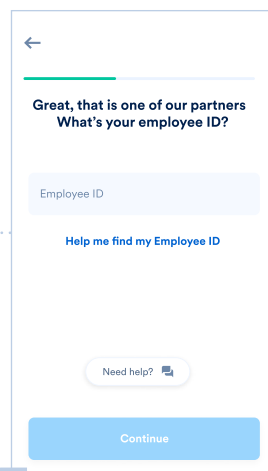 Great, that is one of our partners
What's your employee ID?
Employee ID
Help me find my Employee ID
Need help?
Continue